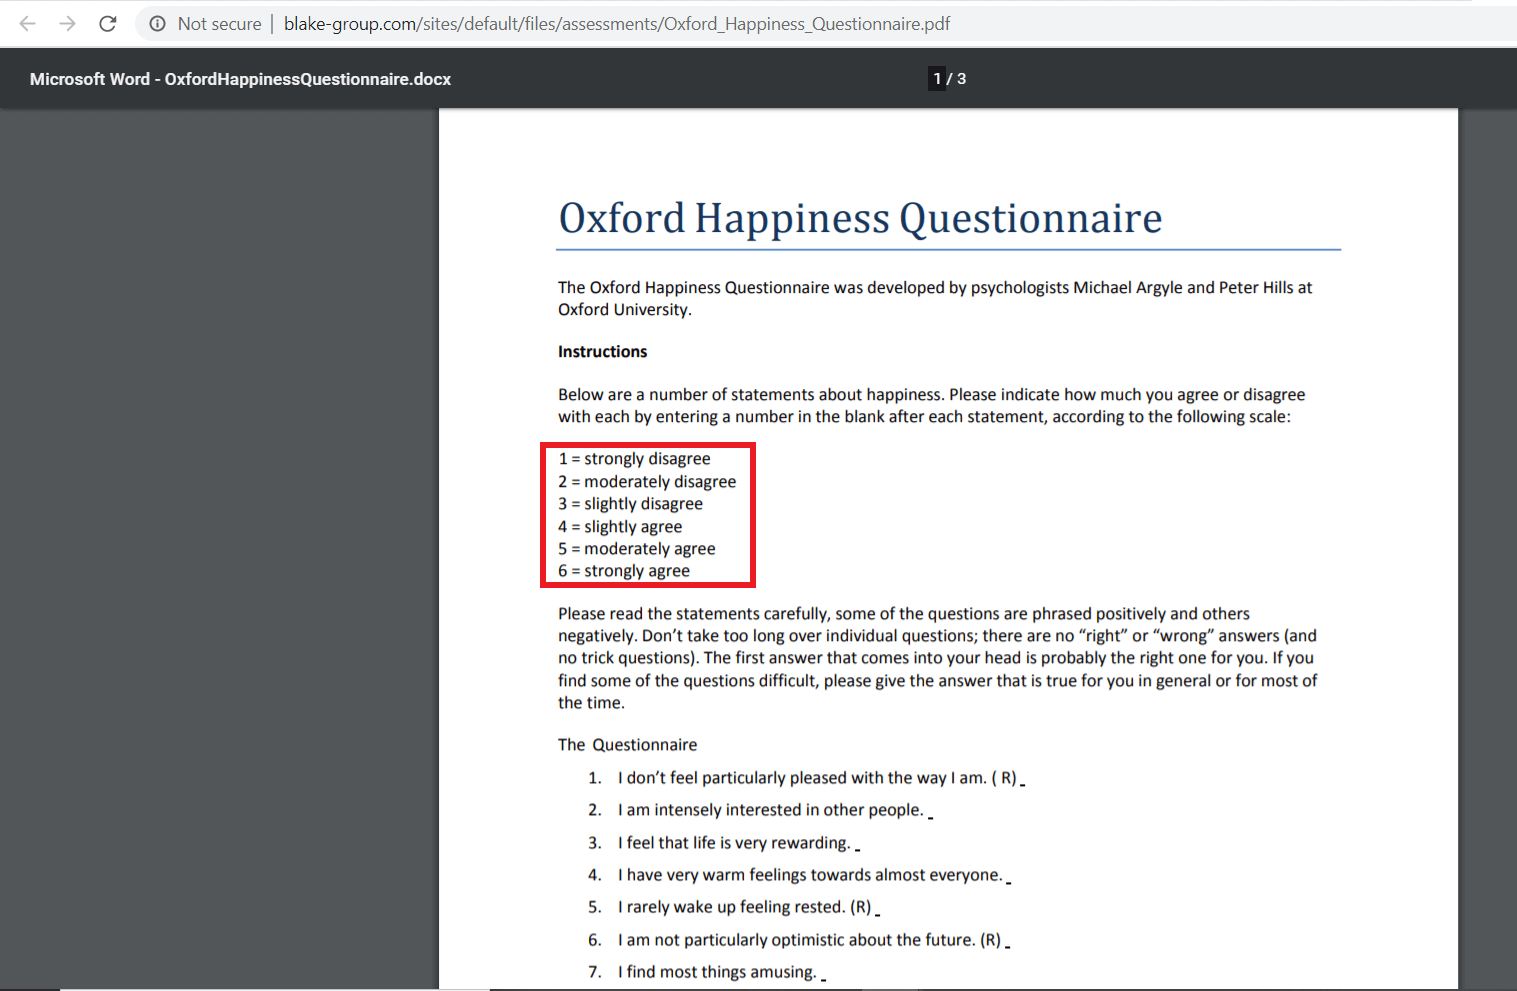 Not secure | blake-group.com/sites/default/files/assessments/Oxford_Happiness_Questionnaire.pdf
Microsoft Word - OxfordHappinessQuestionnaire.docx
1 / 3
Oxford Happiness Questionnaire
The Oxford Happiness Questionnaire was developed by psychologists Michael Argyle and Peter Hills at
Oxford University.
Instructions
Below are a number of statements about happiness. Please indicate how much you agree or disagree
with each by entering a number in the blank after each statement, according to the following scale:
1 = strongly disagree
2 = moderately disagree
3 = slightly disagree
4 = slightly agree
5 = moderately agree
6 = strongly agree
Please read the statements carefully, some of the questions are phrased positively and others
negatively. Don't take too long over individual questions; there are no “right” or “wrong” answers (and
no trick questions). The first answer that comes into your head is probably the right one for you. If you
find some of the questions difficult, please give the answer that is true for you in general or for most of
the time.
The Questionnaire
1. I don’t feel particularly pleased with the way I am. ( R) _
2. I am intensely interested in other people. _
3. I feel that life is very rewarding. _
4. I have very warm feelings towards almost everyone. _
5. I rarely wake up feeling rested. (R) _
6. I am not particularly optimistic about the future. (R) _
7. I find most things amusing. _